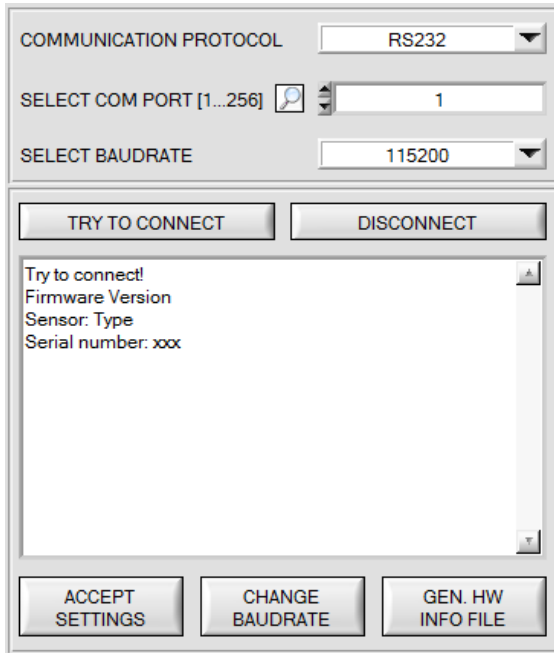 COMMUNICATION PROTOCOL RS232
SELECT COM PORT [1...256] 1
SELECT BAUDRATE 115200
TRY TO CONNECT DISCONNECT
Try to connect!
Firmware Version
Sensor: Type
Serial number: xxx
ACCEPT SETTINGS
CHANGE BAUDRATE
GEN. HW INFO FILE